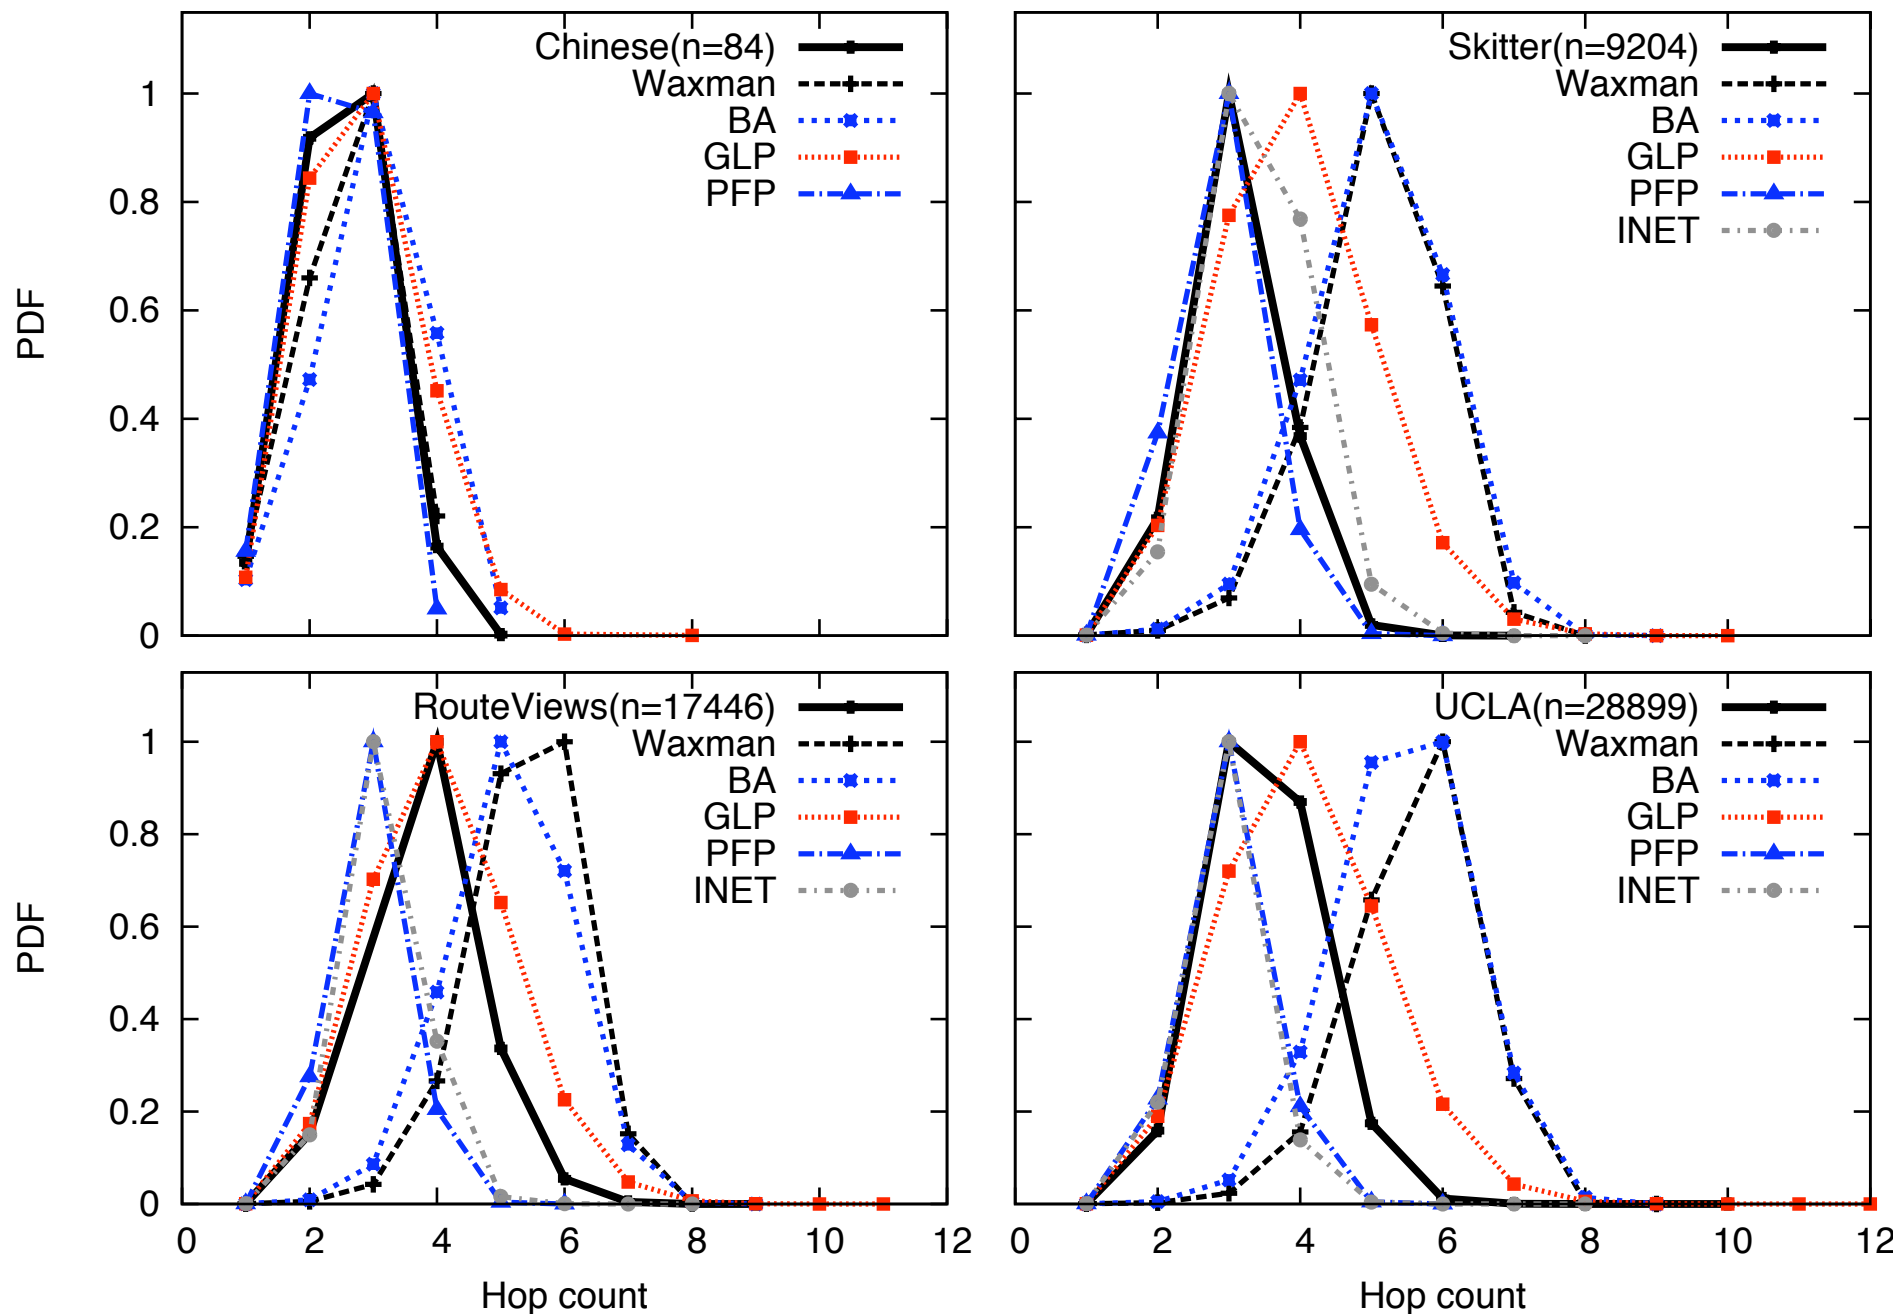 Chinese(n=84)
Waxman
BA
GLP
PFP
1
0.8
0.6
0.4
0.2
0
PDF
Skitter(n=9204)
Waxman
BA
GLP
PFP
INET
RouteViews(n=17446)
Waxman
BA
GLP
PFP
INET
1
0.8
0.6
0.4
0.2
0
PDF
0 2 4 6 8 10 12
Hop count
UCLA(n=28899)
Waxman
BA
GLP
PFP
INET
0 2 4 6 8 10 12
Hop count